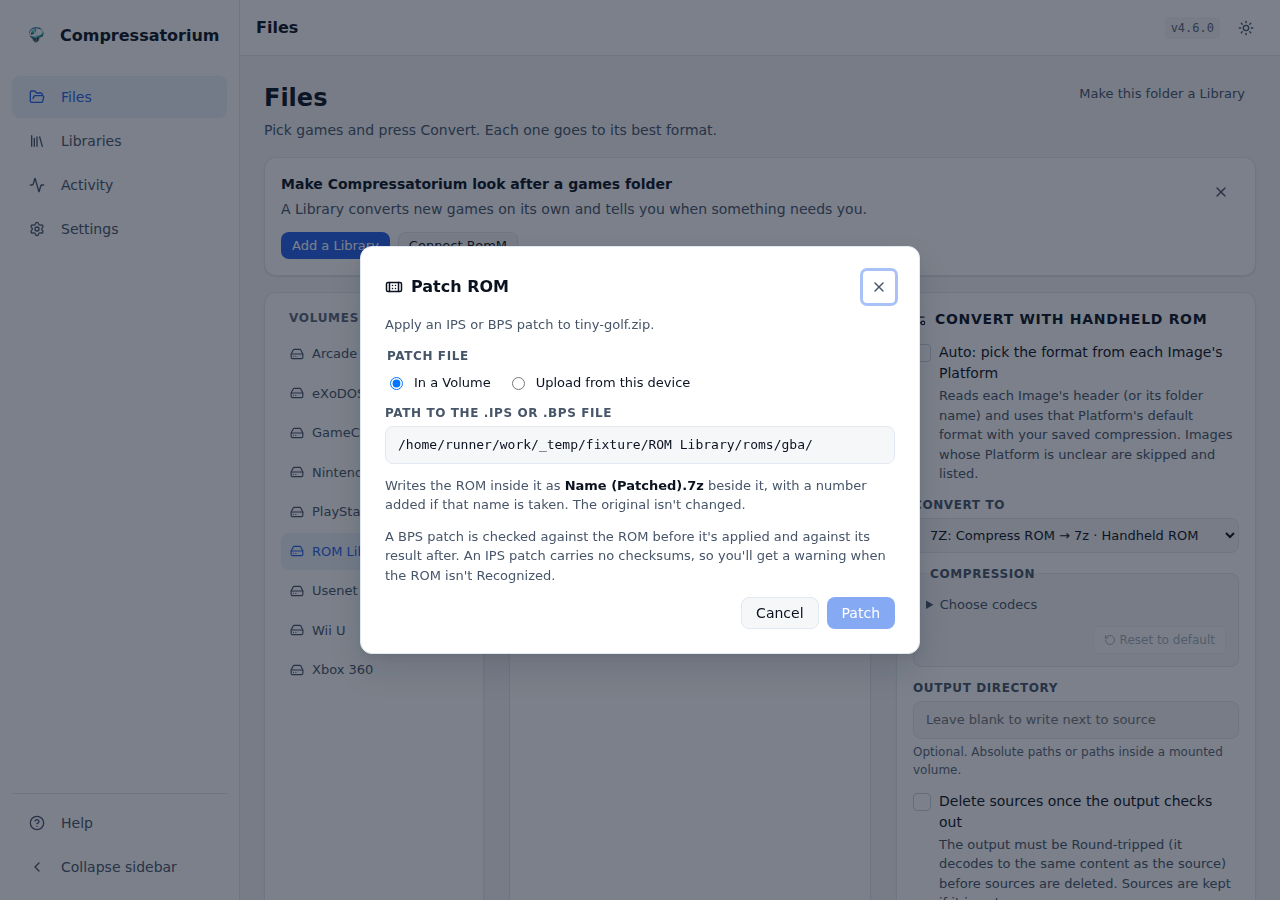 Compressatorium
Files
Libraries
Activity
Settings
Help
Collapse sidebar
Files
v4.6.0
Files
Make this folder a Library
Pick games and press Convert. Each one goes to its best format.
Make Compressatorium look after a games folder
A Library converts new games on its own and tells you when something needs you.
Add a Library
Connect RomM
VOLUMES
Arcade
eXoDOS
GameC
Ninten
PlaySta
ROM Li
Usenet
Wii U
Xbox 360
Patch ROM
Apply an IPS or BPS patch to tiny-golf.zip.
PATCH FILE
In a Volume
Upload from this device
PATH TO THE .IPS OR .BPS FILE
/home/runner/work/_temp/fixture/ROM Library/roms/gba/
Writes the ROM inside it as Name (Patched).7z beside it, with a number
added if that name is taken. The original isn't changed.
A BPS patch is checked against the ROM before it's applied and against its
result after. An IPS patch carries no checksums, so you'll get a warning when
the ROM isn't Recognized.
Cancel
Patch
CONVERT WITH HANDHELD ROM
Auto: pick the format from each Image's
Platform
Reads each Image's header (or its folder
name) and uses that Platform's default
format with your saved compression. Images
whose Platform is unclear are skipped and
listed.
CONVERT TO
7Z: Compress ROM → 7z · Handheld ROM
COMPRESSION
Choose codecs
Reset to default
OUTPUT DIRECTORY
Leave blank to write next to source
Optional. Absolute paths or paths inside a mounted
volume.
Delete sources once the output checks
out
The output must be Round-tripped (it
decodes to the same content as the source)
before sources are deleted. Sources are kept